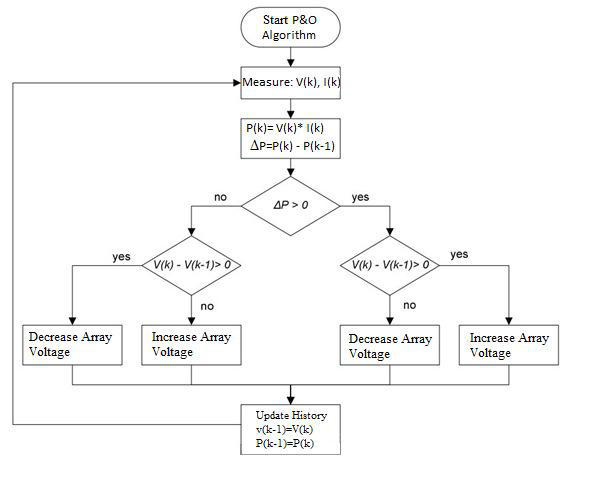 Start P&O
Algorithm
Measure: V(k), I(k)
P(k)= V(k)* I(k)
ΔP=P(k) - P(k-1)
ΔP > 0
no
yes
V(k) - V(k-1)> 0
yes
no
V(k) - V(k-1)> 0
yes
no
Decrease Array
Voltage
Increase Array
Voltage
Decrease Array
Voltage
Increase Array
Voltage
Update History
v(k-1)=V(k)
P(k-1)=P(k)